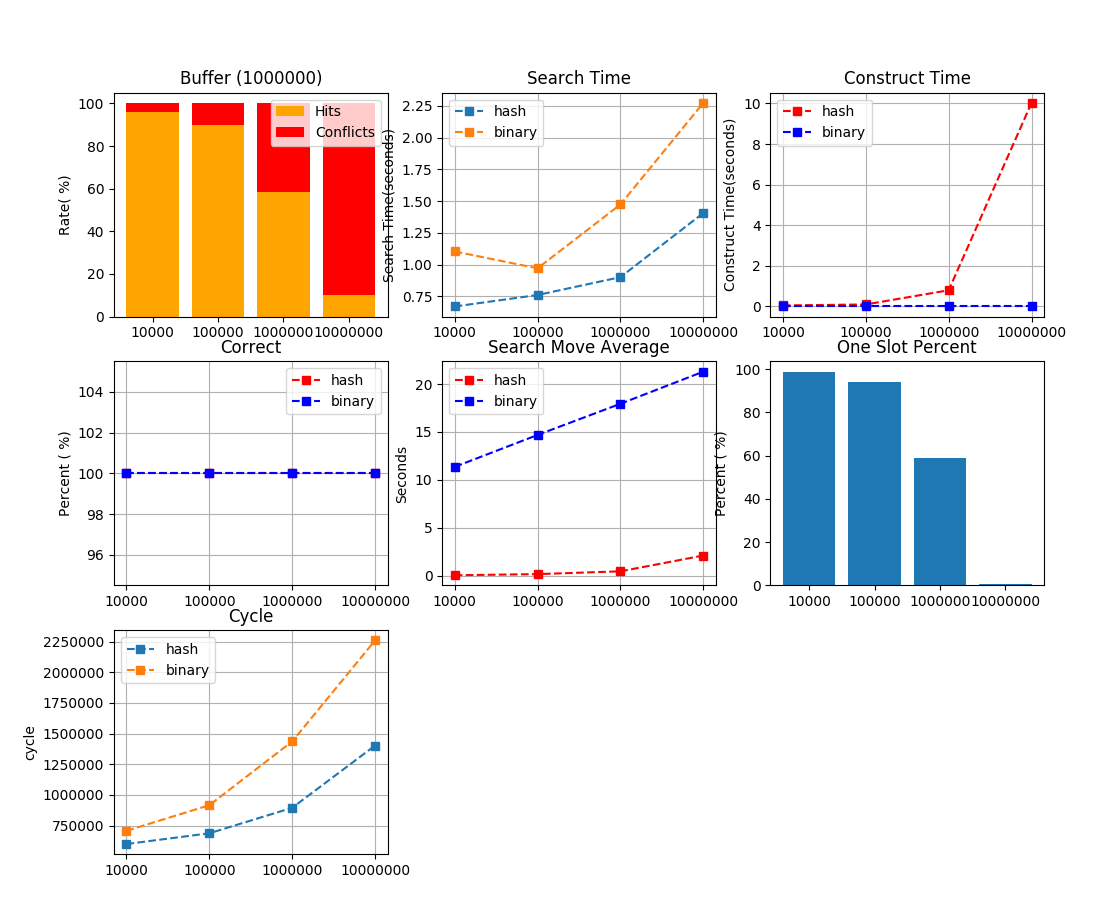 Buffer (1000000)
Rate( %)
100
80
60
40
20
0
Hits
Conflicts
10000 100000 1000000 10000000
Search Time
Search Time(seconds)
2.25
2.00
1.75
1.50
1.25
1.00
0.75
hash
binary
10000 100000 1000000 10000000
Construct Time
Construct Time(seconds)
10
8
6
4
2
0
hash
binary
10000 100000 1000000 10000000
Correct
Percent ( %)
104
102
100
98
96
hash
binary
10000 100000 1000000 10000000
Search Move Average
Seconds
20
15
10
5
0
hash
binary
10000 100000 1000000 10000000
One Slot Percent
Percent ( %)
100
80
60
40
20
0
10000 100000 1000000 10000000
Cycle
cycle
2250000
2000000
1750000
1500000
1250000
1000000
750000
hash
binary
10000 100000 1000000 10000000